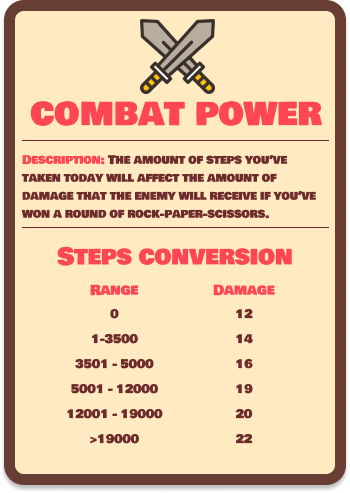 COMBAT POWER
DESCRIPTION: THE AMOUNT OF STEPS YOU'VE
TAKEN TODAY WILL AFFECT THE AMOUNT OF
DAMAGE THAT THE ENEMY WILL RECEIVE IF YOU'VE
WON A ROUND OF ROCK-PAPER-SCISSORS.
STEPS CONVERSION
RANGE DAMAGE
0 12
1-3500 14
3501 - 5000 16
5001 - 12000 19
12001 - 19000 20
>19000 22